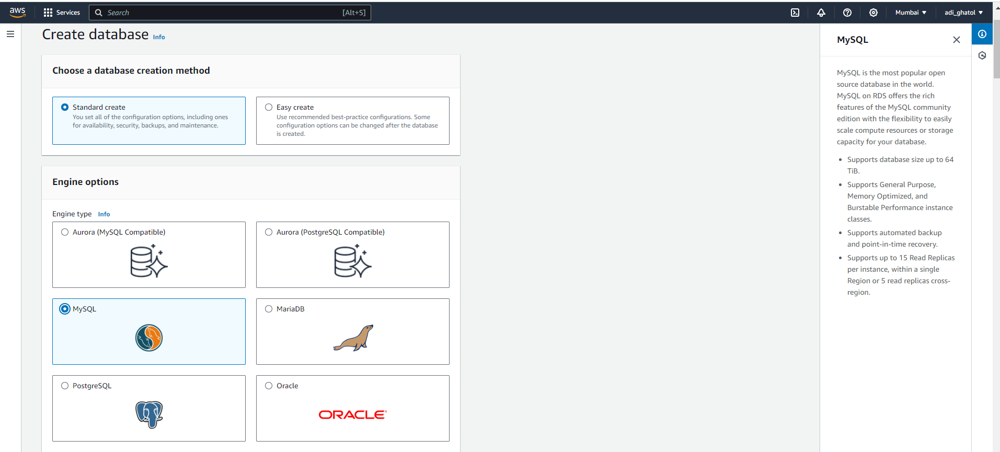 aws
Services
Search
[Alt+S]
Mumbai
adi_ghatol
Create database Info
Choose a database creation method
Standard create
You set all of the configuration options, including ones
for availability, security, backups, and maintenance.
Easy create
Use recommended best-practice configurations. Some
configuration options can be changed after the database
is created.
Engine options
Engine type Info
Aurora (MySQL Compatible)
Aurora (PostgreSQL Compatible)
MySQL
MariaDB
PostgreSQL
Oracle
ORACLE
MySQL
MySQL is the most popular open
source database in the world.
MySQL on RDS offers the rich
features of the MySQL community
edition with the flexibility to easily
scale compute resources or storage
capacity for your database.
• Supports database size up to 64
TiB.
• Supports General Purpose,
Memory Optimized, and
Burstable Performance instance
classes.
• Supports automated backup
and point-in-time recovery.
• Supports up to 15 Read Replicas
per instance, within a single
Region or 5 read replicas cross-
region.